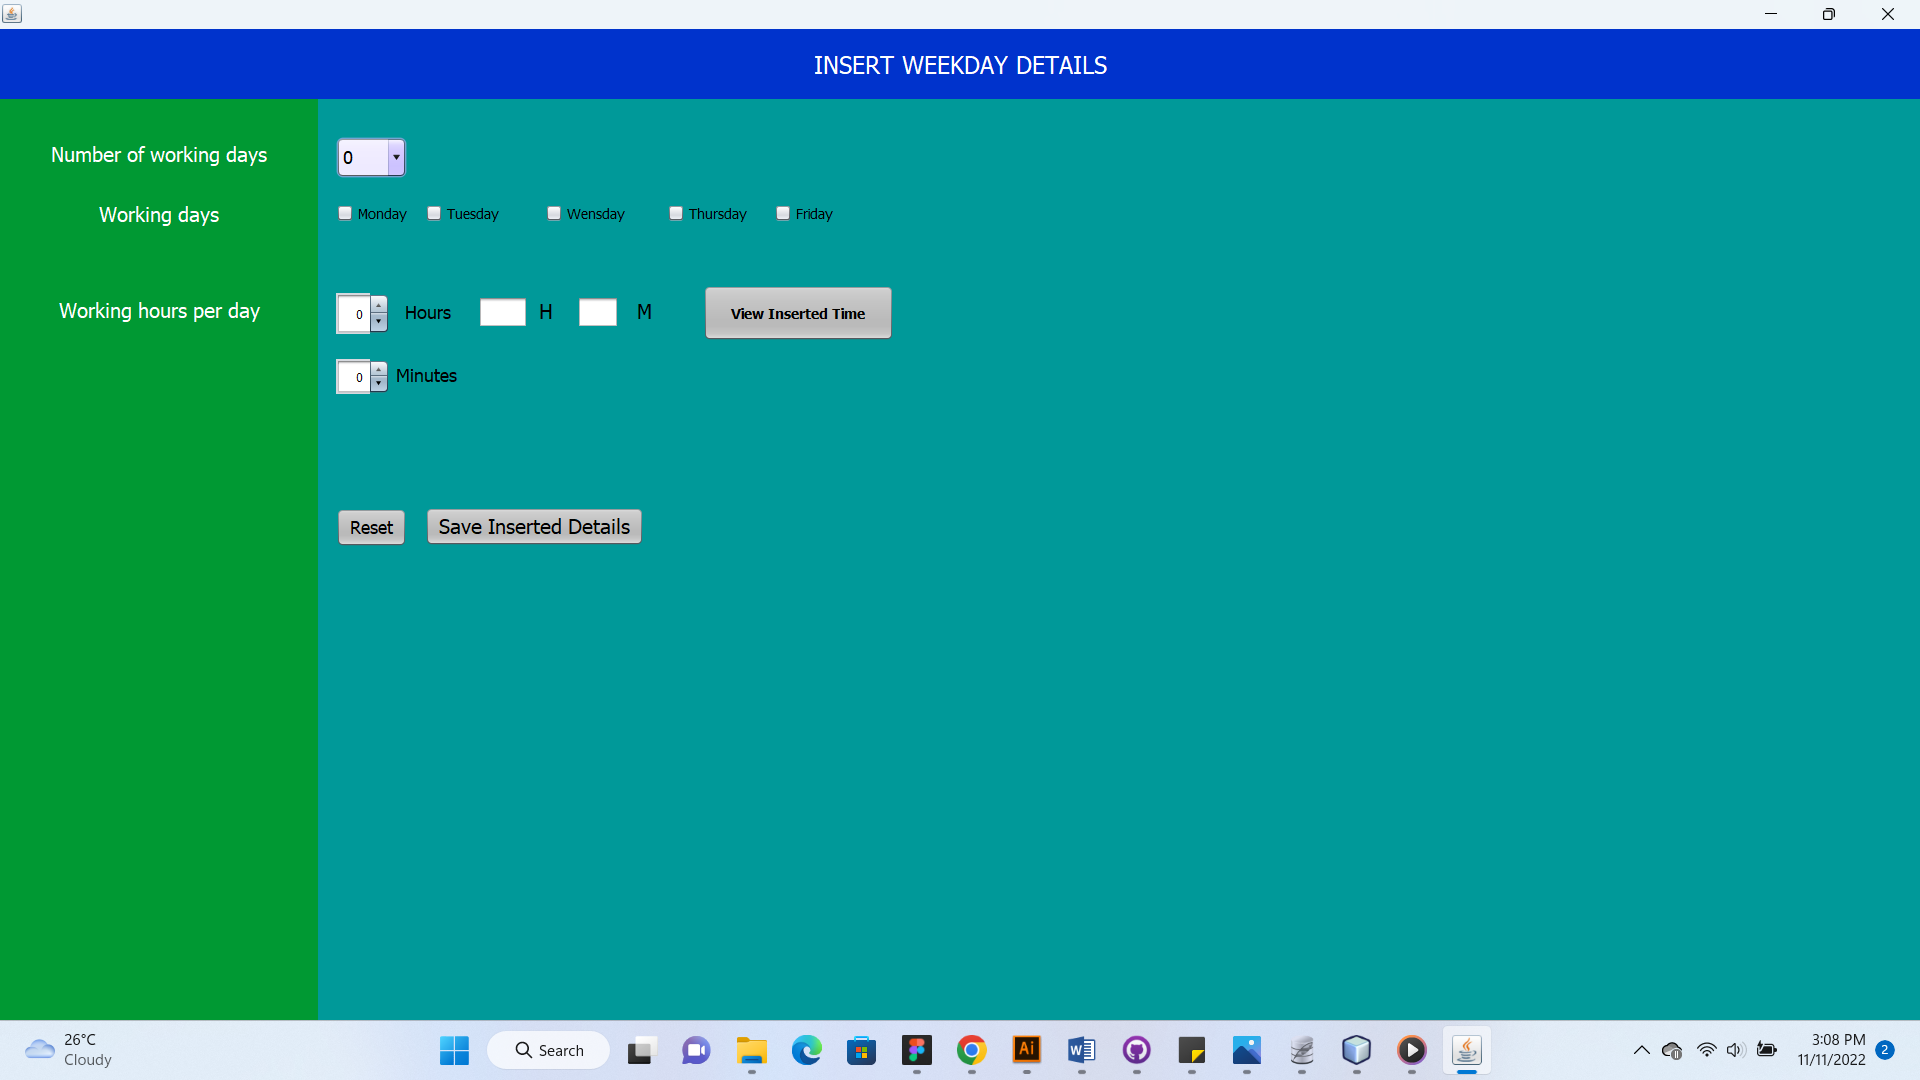 INSERT WEEKDAY DETAILS
Number of working days
0
Working days
Monday Tuesday Wensday Thursday Friday
Working hours per day
0 Hours H M View Inserted Time
0 Minutes
Reset Save Inserted Details
26°C
Cloudy
Search
Ai
W
3:08 PM
11/11/2022
2